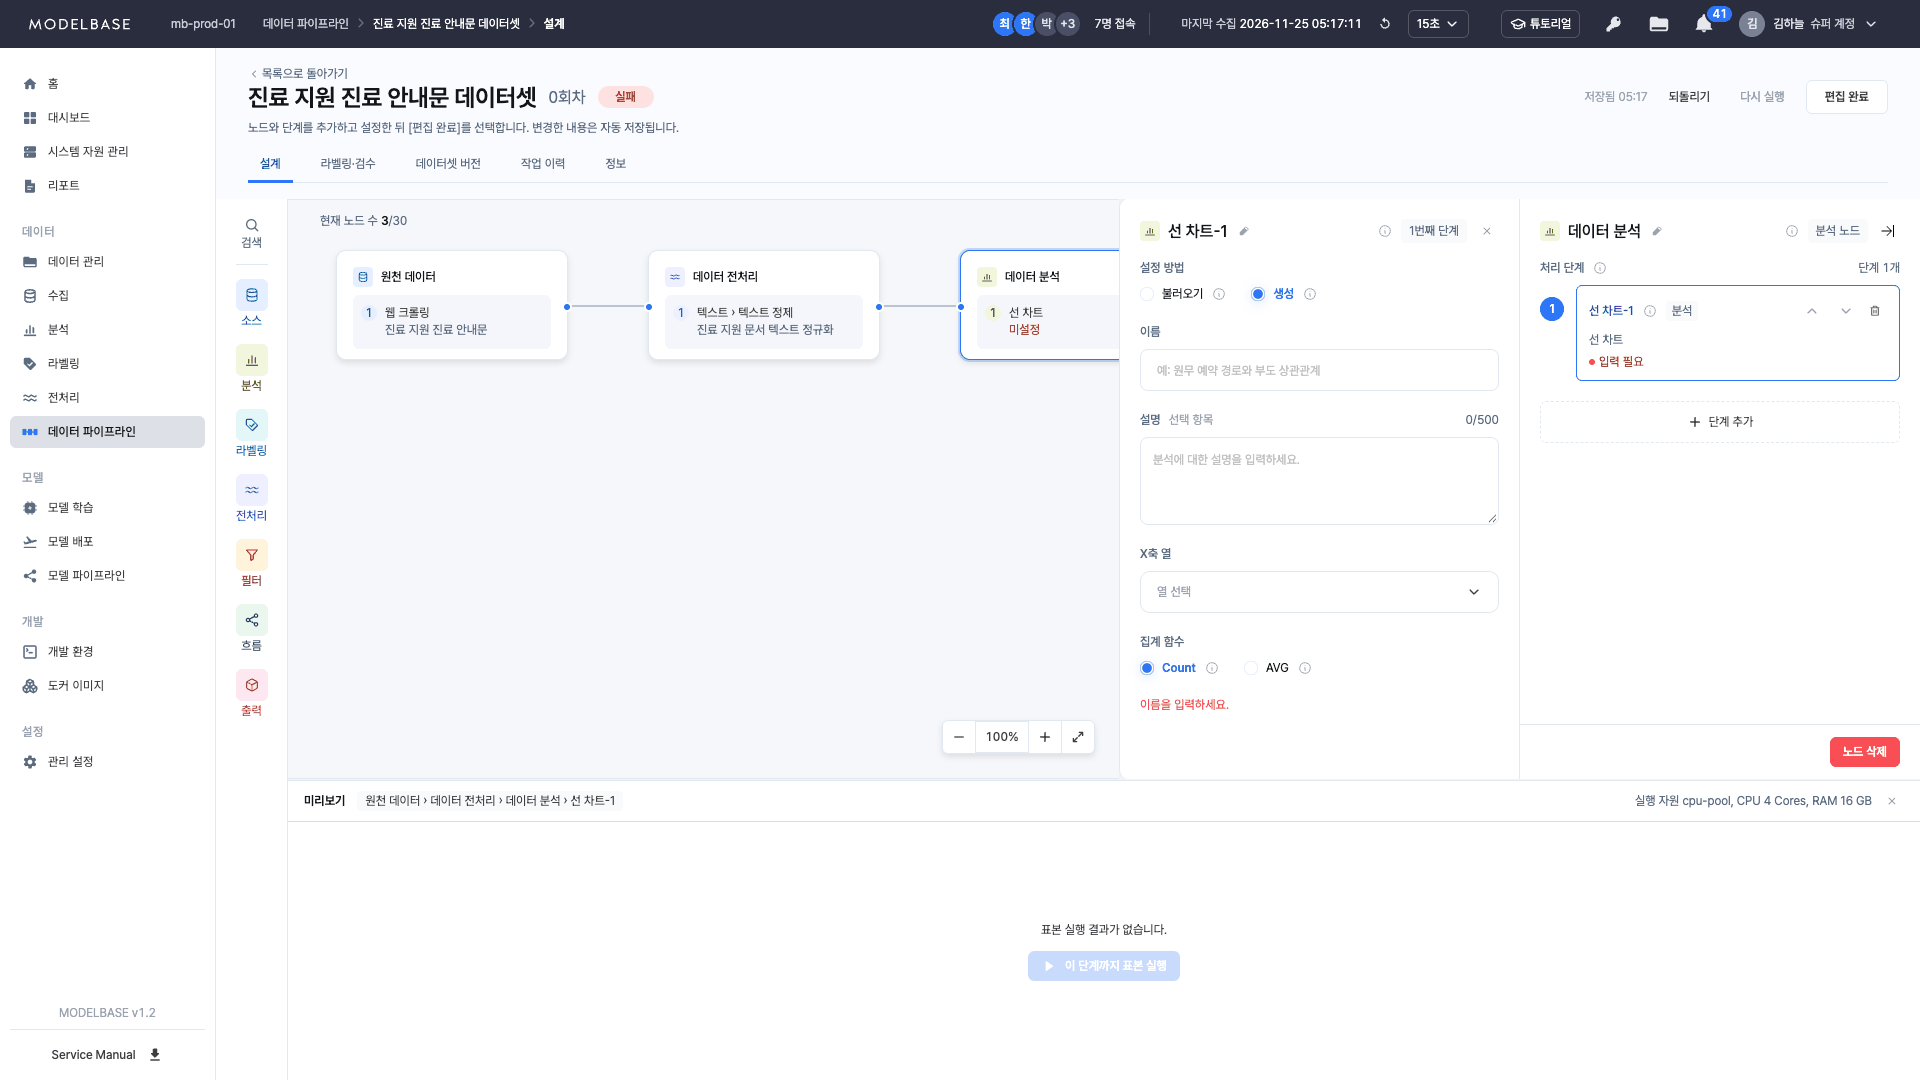 MODELBASE
mb-prod-01
데이터 파이프라인
진료 지원 진료 안내문 데이터셋
설계
최
한
박
+3
7명 접속
마지막 수집 2026-11-25 05:17:11
15초
튜토리얼
41
김
김하늘 슈퍼 계정
홈
대시보드
시스템 자원 관리
리포트
데이터
데이터 관리
수집
분석
라벨링
전처리
데이터 파이프라인
모델
모델 학습
모델 배포
모델 파이프라인
개발
개발 환경
도커 이미지
설정
관리 설정
MODELBASE v1.2
Service Manual
목록으로 돌아가기
진료 지원 진료 안내문 데이터셋 0회차 실패
노드와 단계를 추가하고 설정한 뒤 [편집 완료]를 선택합니다. 변경한 내용은 자동 저장됩니다.
저장됨 05:17
되돌리기
다시 실행
편집 완료
설계
라벨링·검수
데이터셋 버전
작업 이력
정보
검색
소스
분석
라벨링
전처리
필터
흐름
출력
현재 노드 수 3/30
원천 데이터
1 웹 크롤링
진료 지원 진료 안내문
데이터 전처리
1 텍스트 › 텍스트 정제
진료 지원 문서 텍스트 정규화
데이터 분석
1 선 차트
미설정
100%
선 차트-1
1번째 단계
설정 방법
불러오기
생성
이름
예: 원무 예약 경로와 부도 상관관계
설명 선택 항목
0/500
분석에 대한 설명을 입력하세요.
X축 열
열 선택
집계 함수
Count
AVG
이름을 입력하세요.
데이터 분석
분석 노드
처리 단계
단계 1개
1
선 차트-1
분석
선 차트
입력 필요
단계 추가
노드 삭제
미리보기
원천 데이터 › 데이터 전처리 › 데이터 분석 › 선 차트-1
실행 자원 cpu-pool, CPU 4 Cores, RAM 16 GB
표본 실행 결과가 없습니다.
이 단계까지 표본 실행